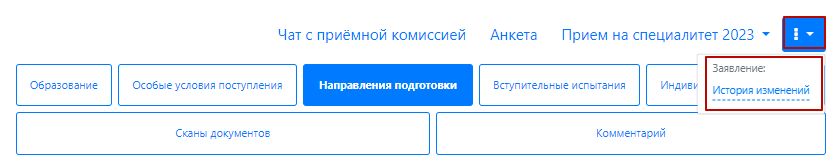 Чат с приёмной комиссией Анкета Прием на специалитет 2023
Заявление:
История изменений
Образование Особые условия поступления Направления подготовки Вступительные испытания
Сканы документов Комментарий